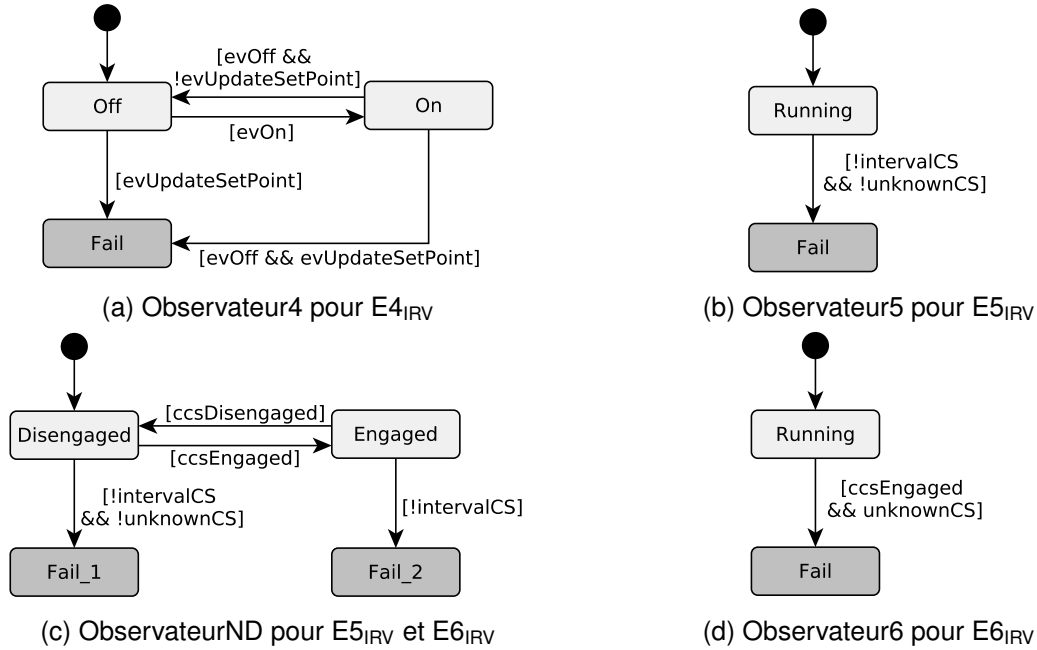 [evOff &&
!evUpdateSetPoint]
Off
On
[evOn]
[evUpdateSetPoint]
Fail
[evOff && evUpdateSetPoint]
(a) Observateur4 pour E4IRV
Running
[!intervalCS
&& !unknownCS]
Fail
(b) Observateur5 pour E5IRV
[ccsDisengaged]
Disengaged
Engaged
[ccsEngaged]
[!intervalCS
&& !unknownCS]
[!intervalCS]
Fail_1
Fail_2
(c) ObservateurND pour E5IRV et E6IRV
Running
[ccsEngaged
&& unknownCS]
Fail
(d) Observateur6 pour E6IRV